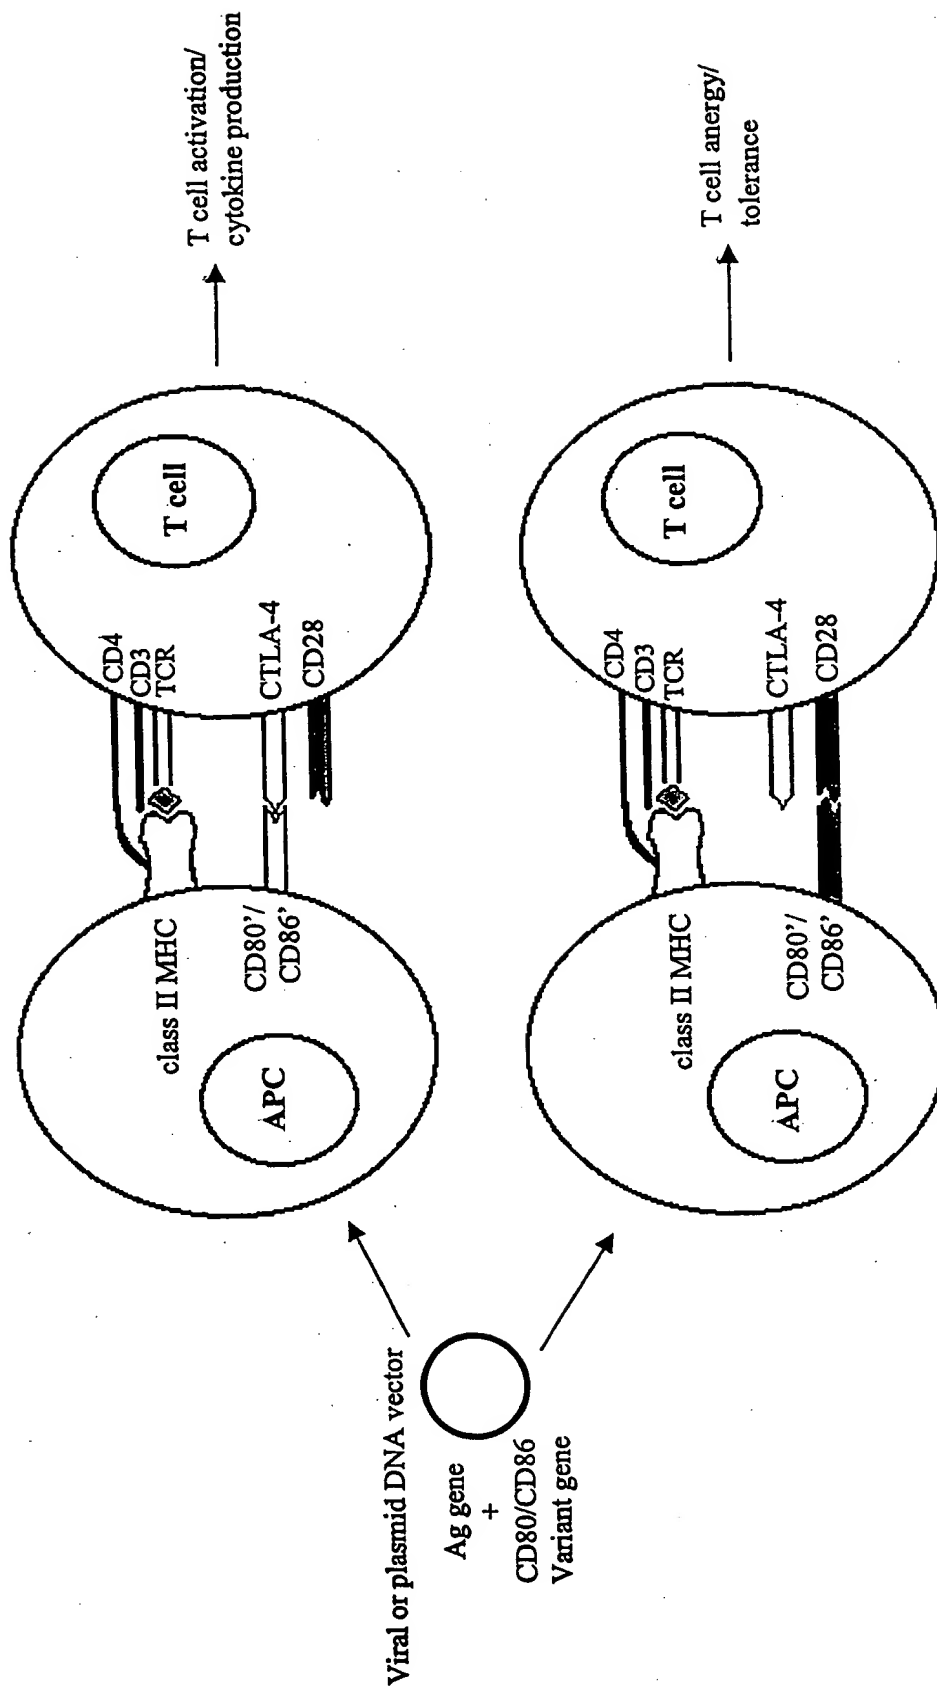 Viral or plasmid DNA vector
Ag gene
+
CD80/CD86
Variant gene
APC
class II MHC
CD80'/
CD86'
CD4
CD3
TCR
CTLA-4
CD28
T cell
T cell activation/
cytokine production
APC
class II MHC
CD80'/
CD86'
CD4
CD3
TCR
CTLA-4
CD28
T cell
T cell anergy/
tolerance